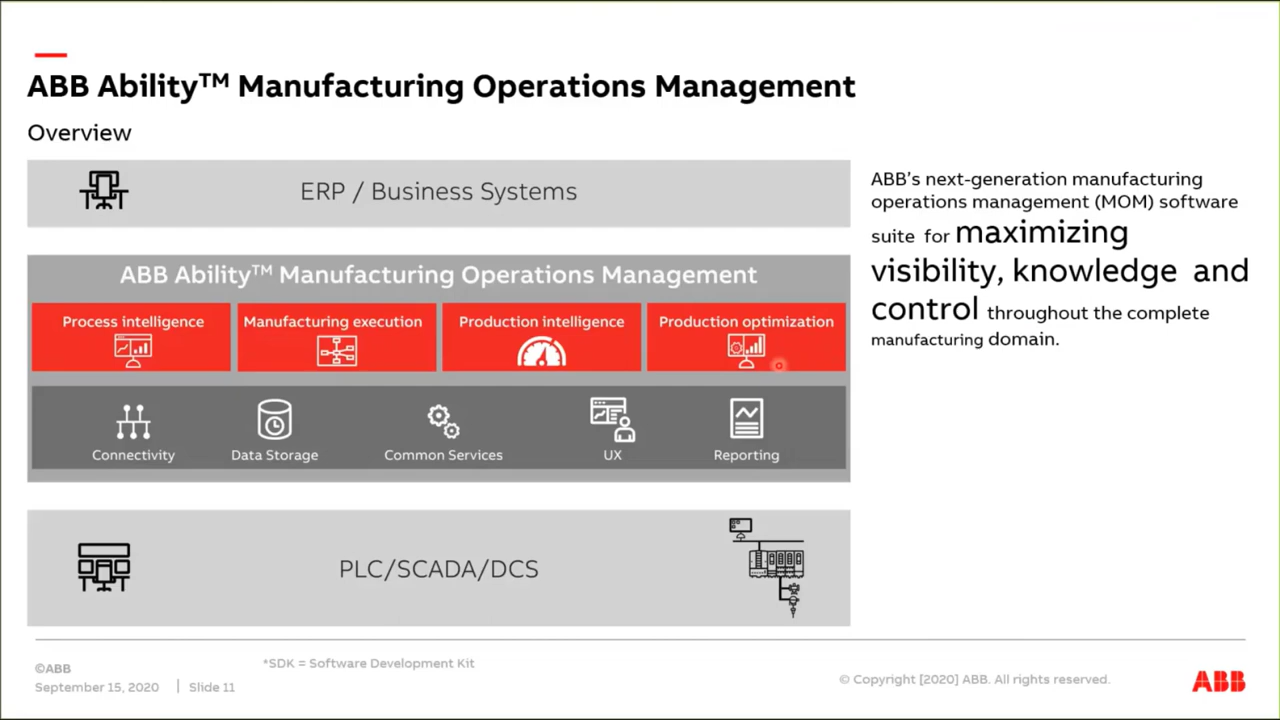 ABB Ability™ Manufacturing Operations Management
Overview
ERP / Business Systems
ABB Ability™ Manufacturing Operations Management
Process intelligence
Manufacturing execution
Production intelligence
Production optimization
Connectivity
Data Storage
Common Services
UX
Reporting
PLC/SCADA/DCS
ABB's next-generation manufacturing
operations management (MOM) software
suite for maximizing
visibility, knowledge and
control throughout the complete
manufacturing domain.
©ABB
September 15, 2020 | Slide 11
*SDK = Software Development Kit
© Copyright [2020] ABB. All rights reserved.
ABB